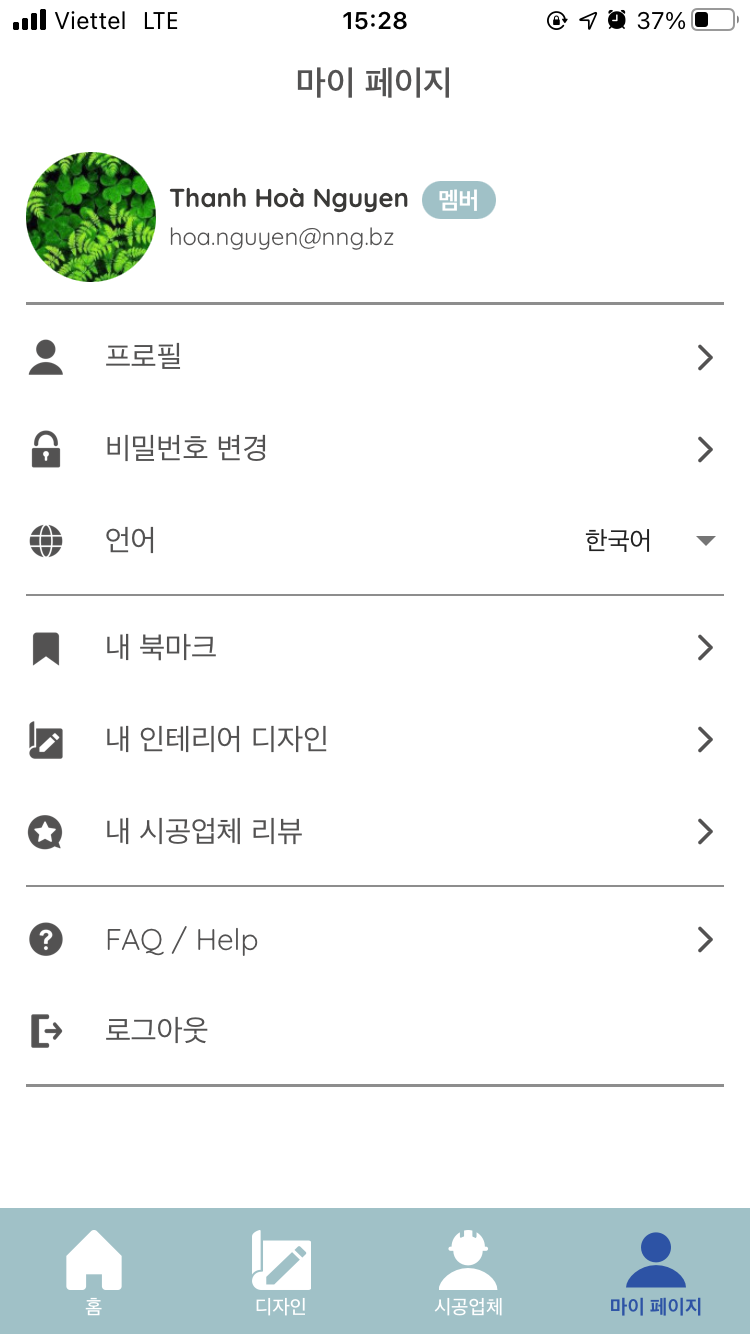 Viettel LTE 15:28 37%
마이 페이지
Thanh Hoà Nguyen 멤버
hoa.nguyen@nng.bz
프로필
비밀번호 변경
언어 한국어
내 북마크
내 인테리어 디자인
내 시공업체 리뷰
FAQ / Help
로그아웃
홈 디자인 시공업체 마이 페이지